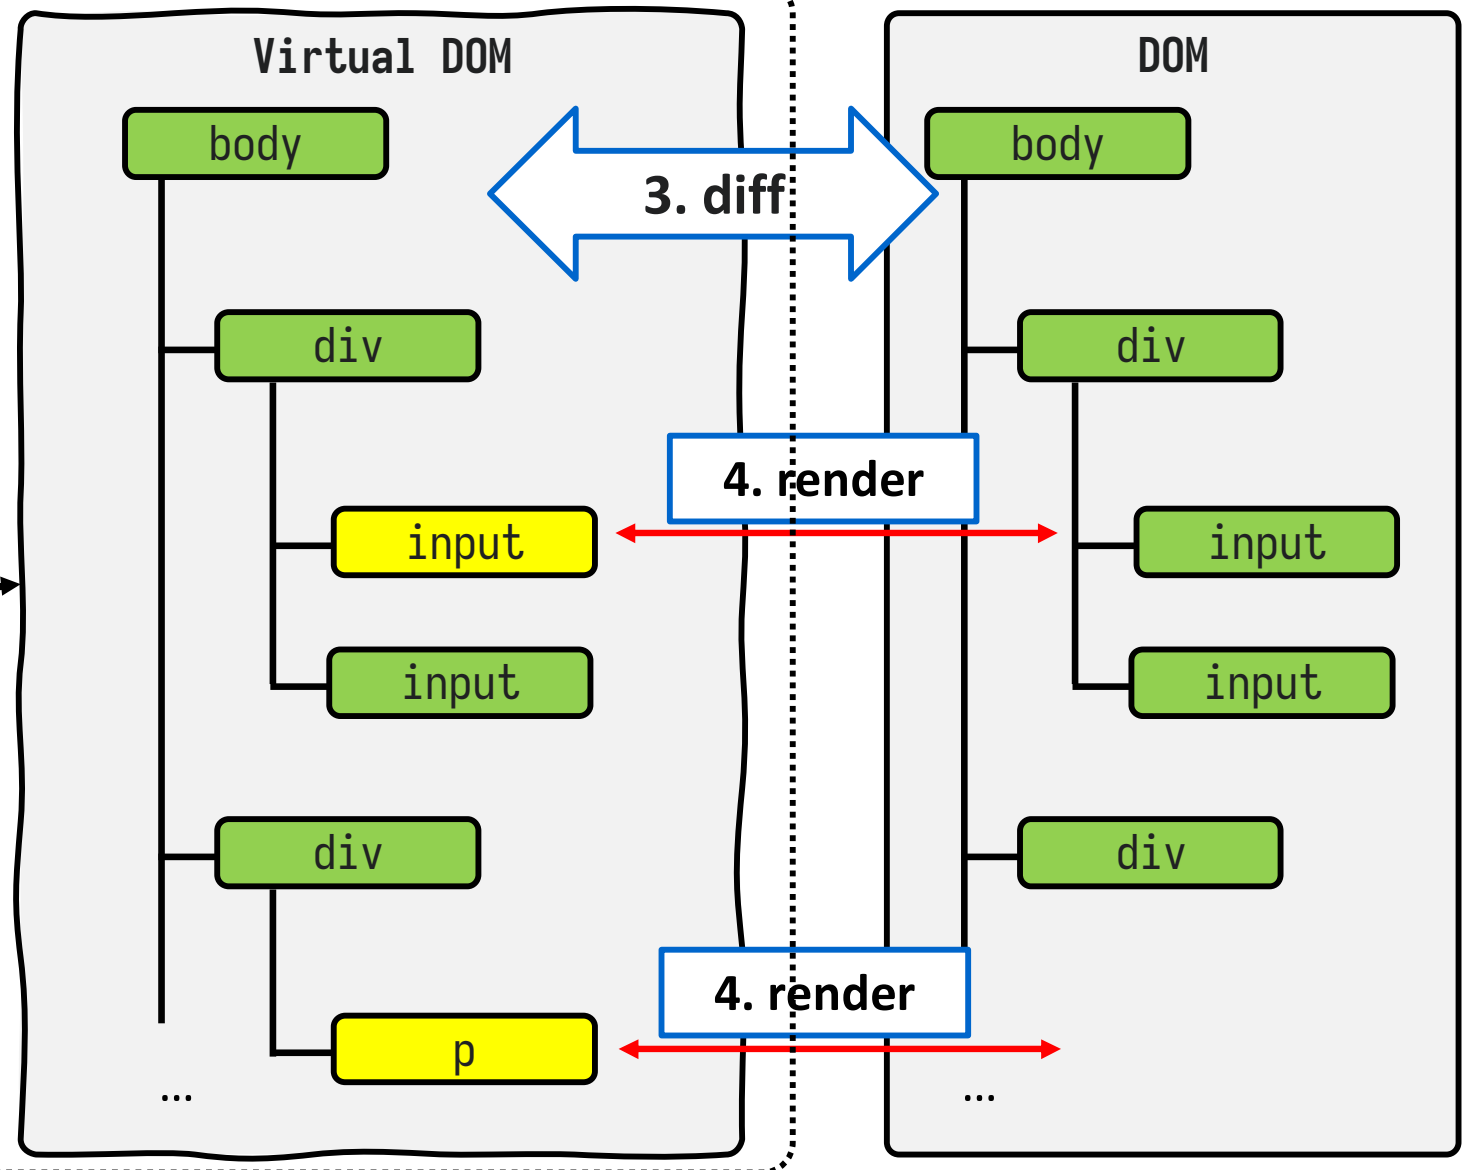 Virtual DOM
body
div
input
input
div
p
...
3. diff
4. render
4. render
DOM
body
div
input
input
div
...